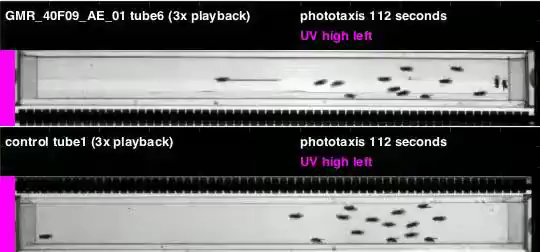 GMR_40F09_AE_01 tube6 (3x playback) phototaxis 112 seconds
UV high left
control tube1 (3x playback) phototaxis 112 seconds
UV high left